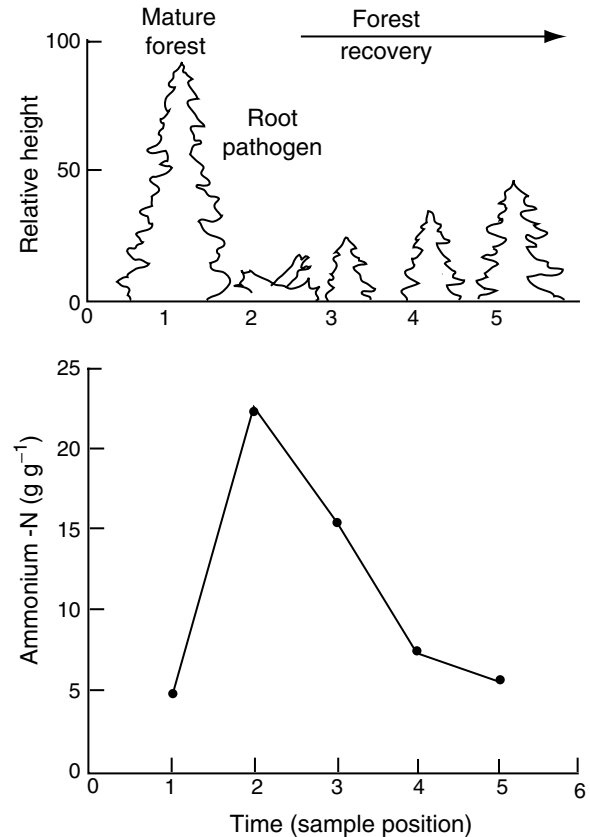 Mature
forest
Forest
recovery
Root
pathogen
Relative height
100
50
0
0 1 2 3 4 5
Ammonium -N (g g⁻¹)
25
20
15
10
5
0
0 1 2 3 4 5 6
Time (sample position)